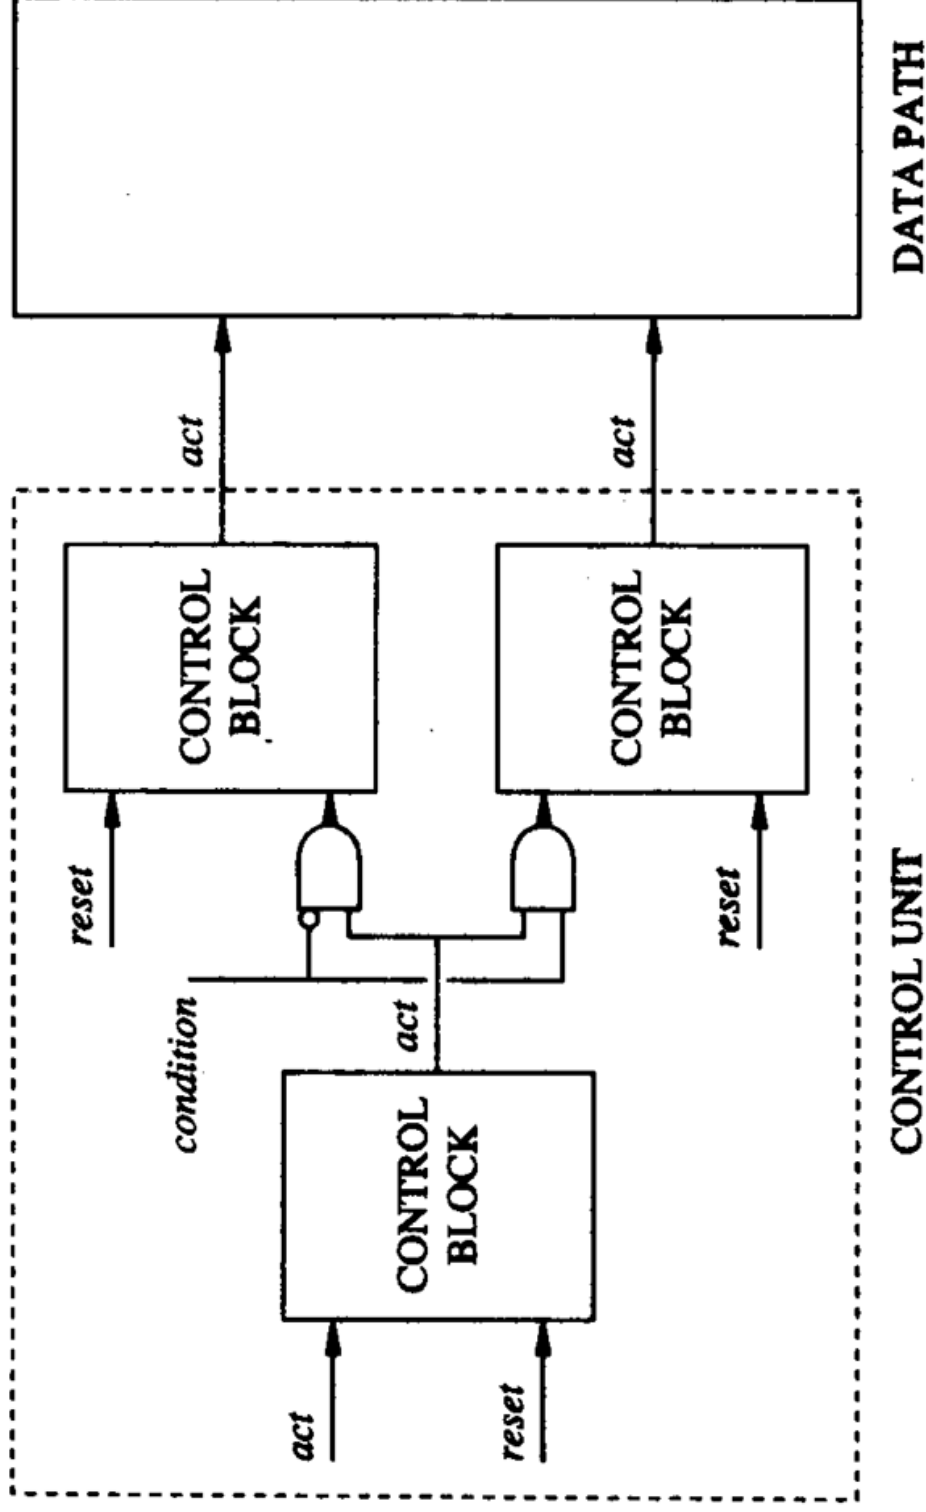 reset
condition
CONTROL
BLOCK
act
act
CONTROL
BLOCK
act
reset
CONTROL
BLOCK
act
reset
CONTROL UNIT
DATA PATH